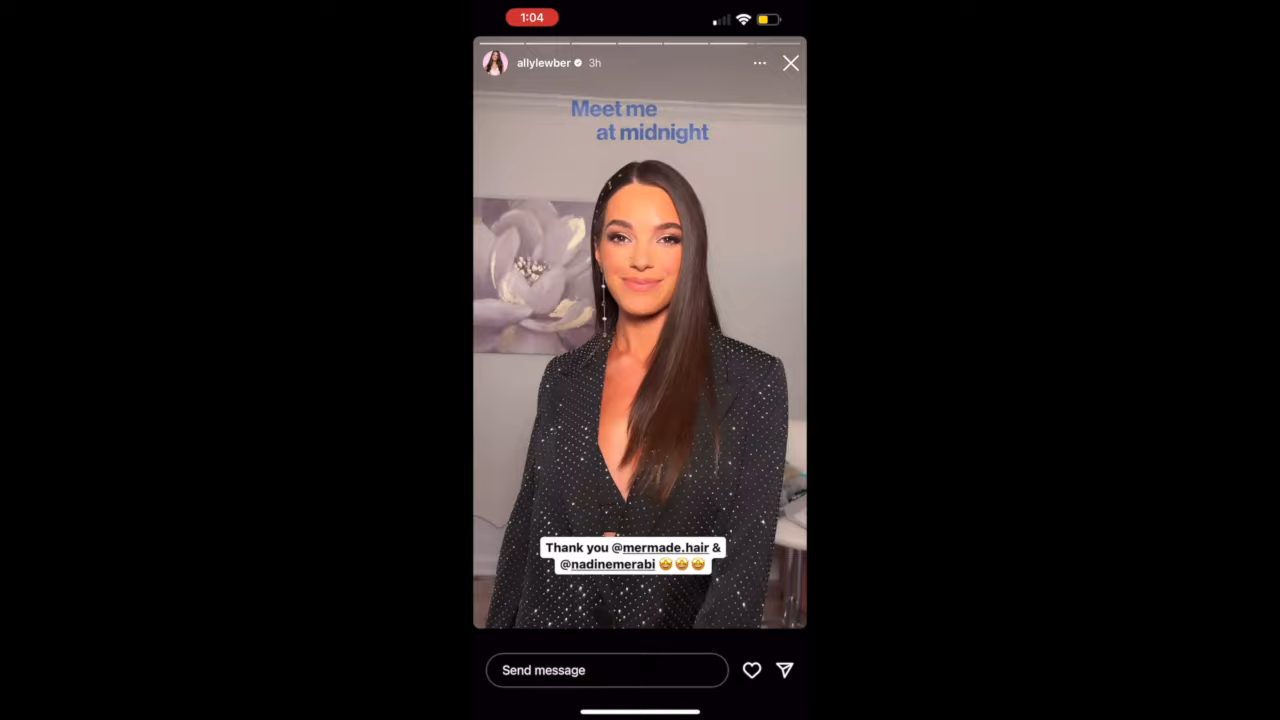 1:04
allylewber 3h
Meet me
at midnight
Thank you @mermade.hair &
@nadinemerabi 🤩🤩🤩
Send message